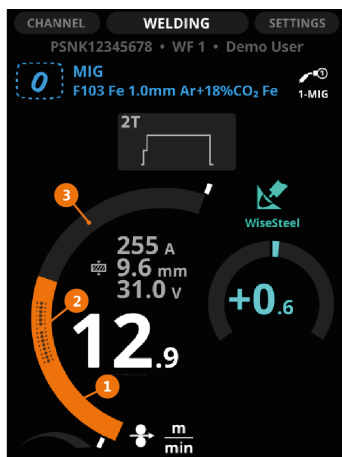 CHANNEL WELDING SETTINGS
PSNK12345678 • WF 1 • Demo User
0 MIG
F103 Fe 1.0mm Ar+18%CO₂ Fe
1
1-MIG
2T
3
WiseSteel
255 A
9.6 mm
31.0 V
+0.6
2
12.9
1
m
min